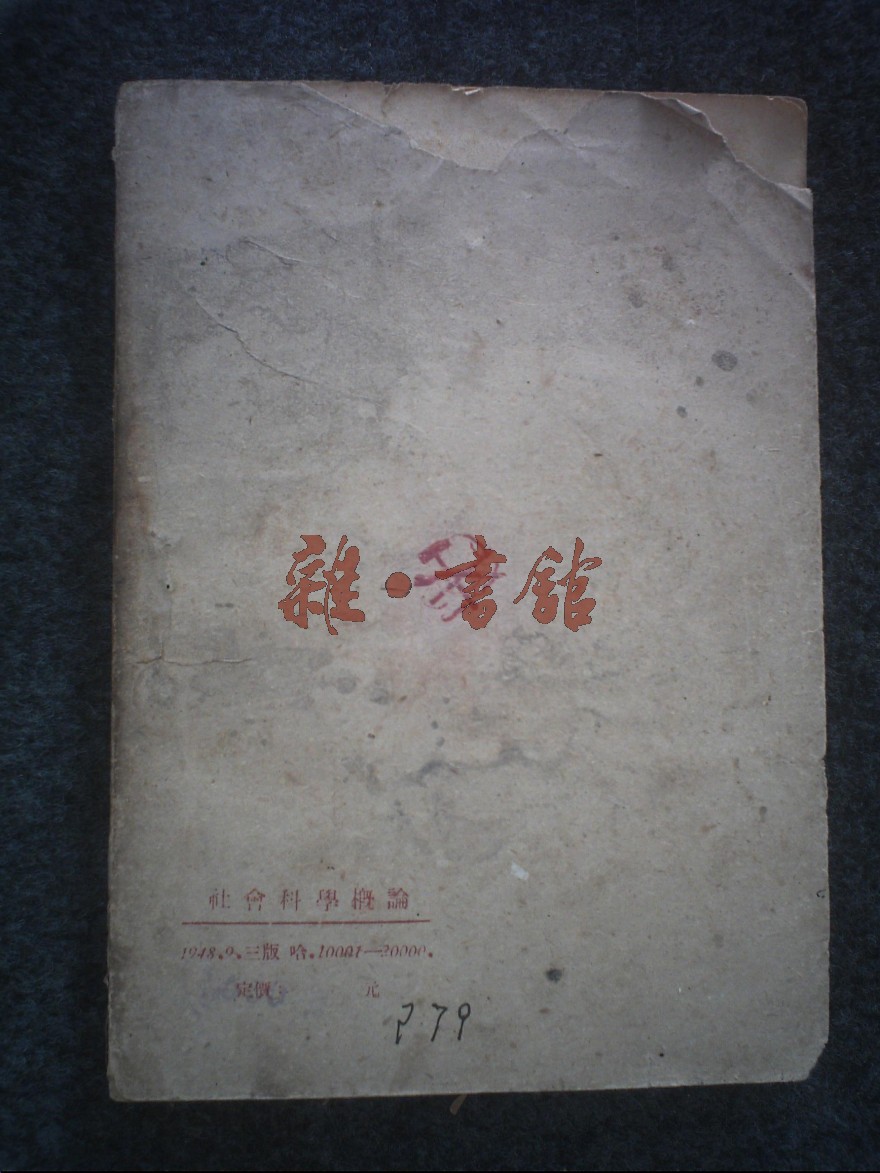 雜·書館
社會科學概論
1948.9.三版 哈.10001—20000.
定價: 元
279